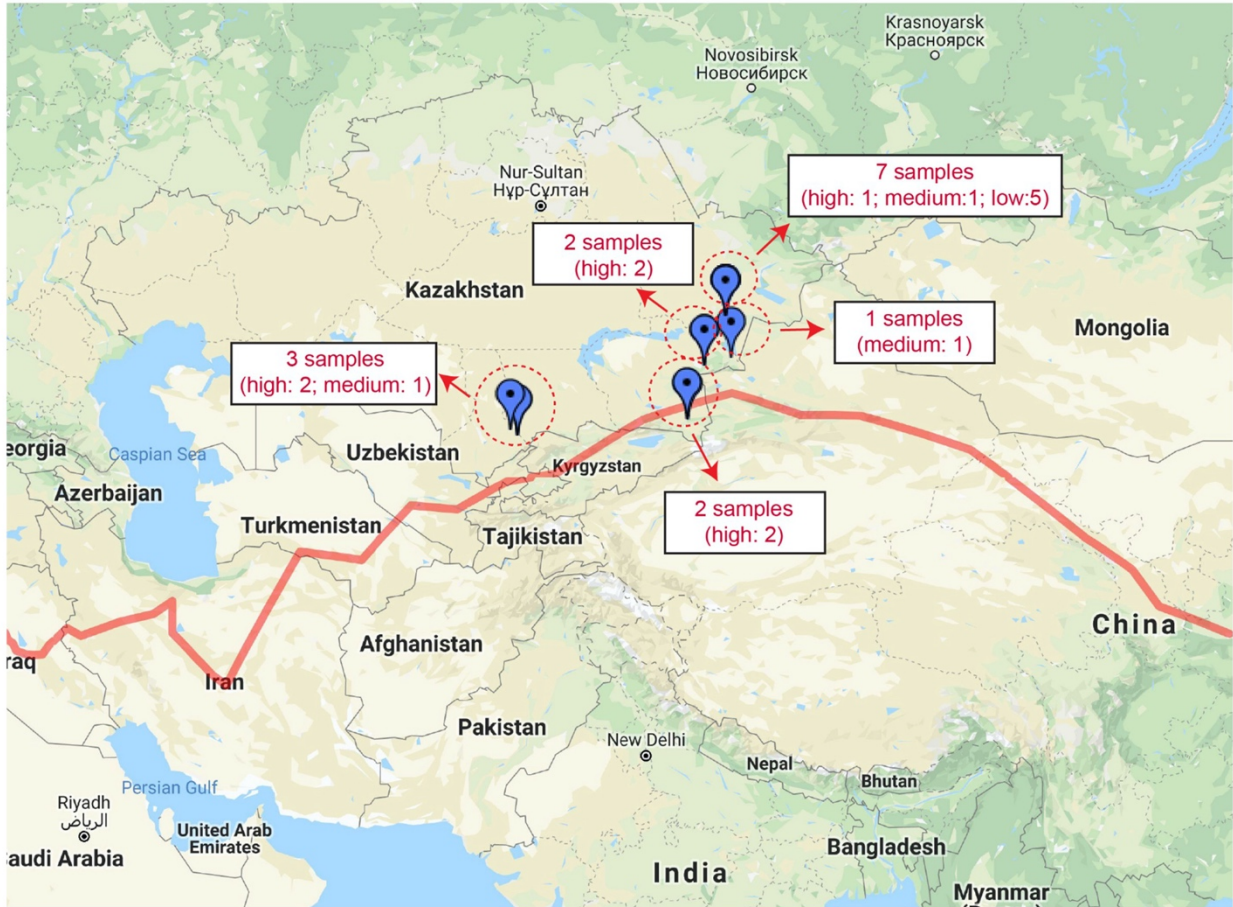 Krasnoyarsk
Красноярск
Novosibirsk
Новосибирск
7 samples
(high: 1; medium:1; low:5)
Nur-Sultan
Нұр-Сұлтан
2 samples
(high: 2)
Kazakhstan
1 samples
(medium: 1)
Mongolia
3 samples
(high: 2; medium: 1)
eorgia
Caspian Sea
Uzbekistan
Kyrgyzstan
Azerbaijan
Turkmenistan
Tajikistan
2 samples
(high: 2)
China
Afghanistan
raq
Iran
Pakistan
New Delhi
Nepal
Bhutan
Persian Gulf
Riyadh
الرياض
United Arab
Emirates
audi Arabia
Bangladesh
India
Myanmar